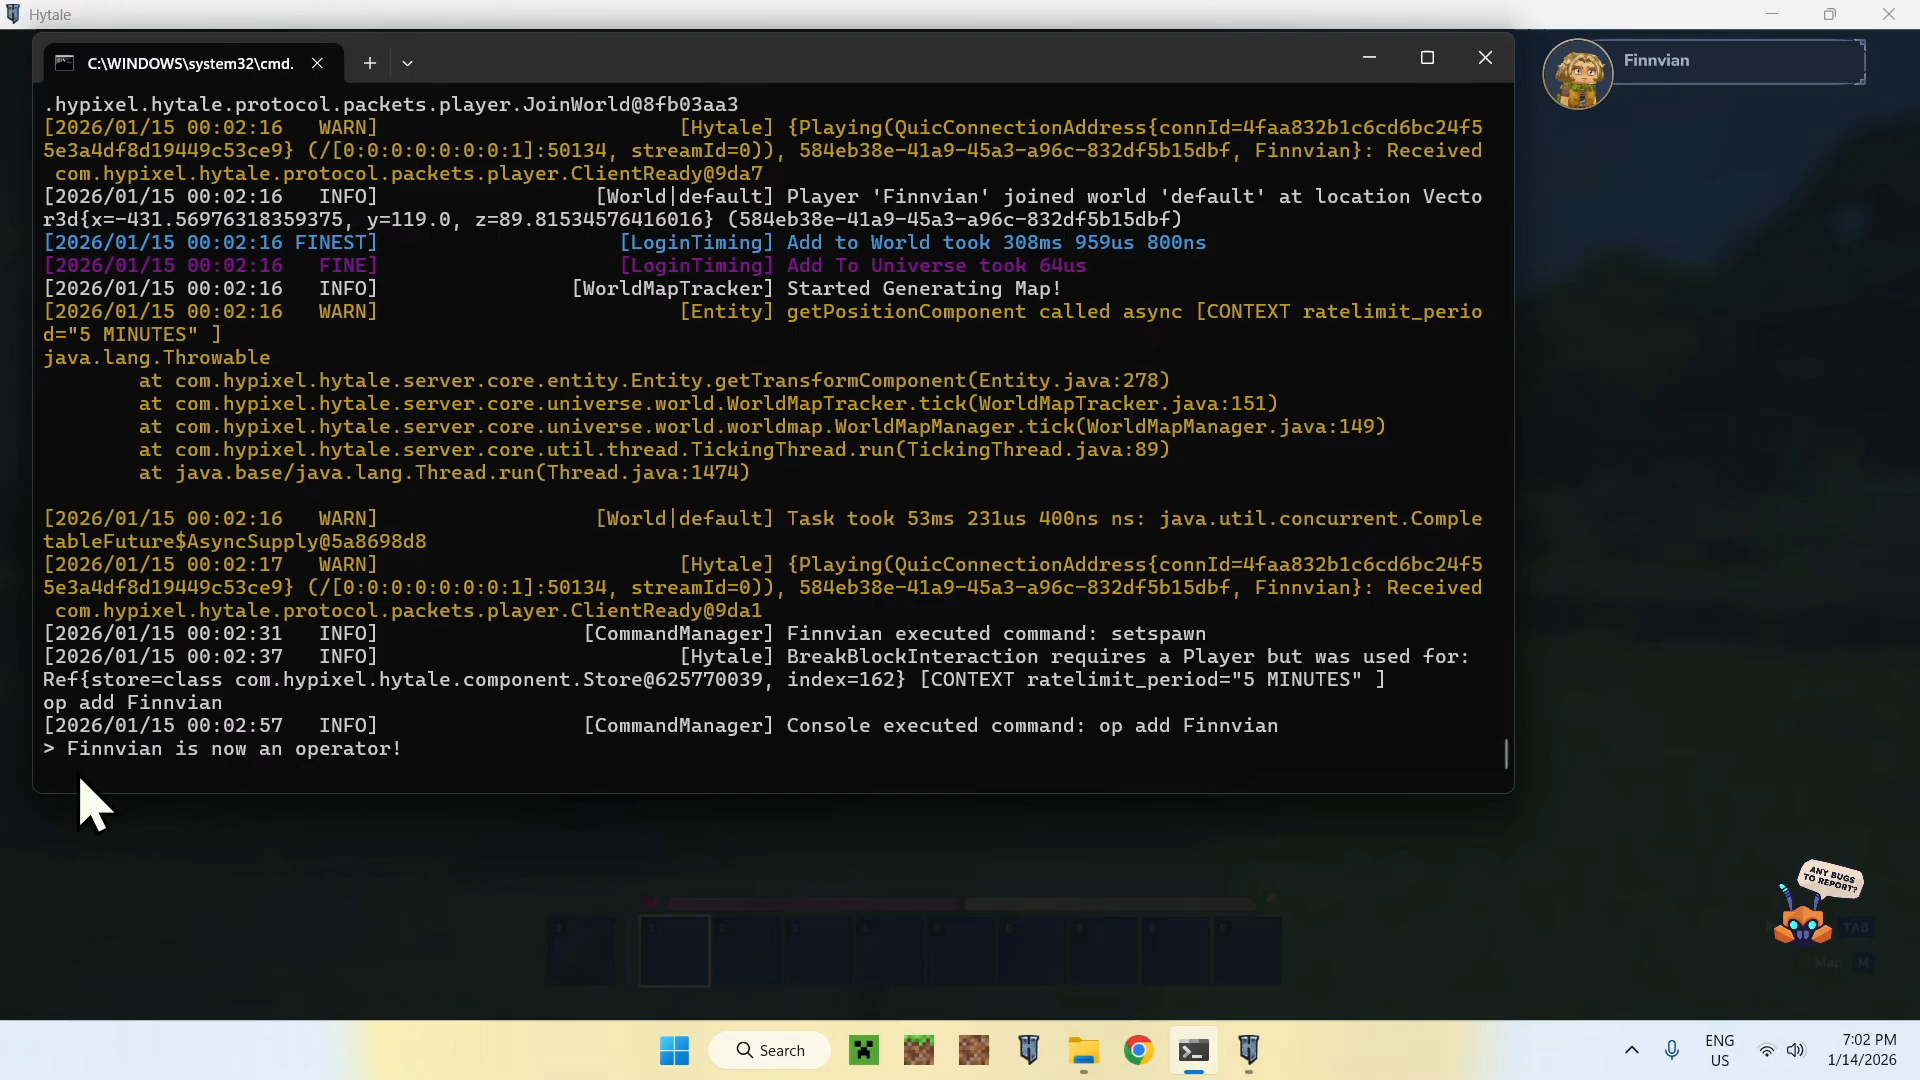 Hytale
C:\WINDOWS\system32\cmd.
.hypixel.hytale.protocol.packets.player.JoinWorld@8fb03aa3
[2026/01/15 00:02:16   WARN]                         [Hytale] {Playing(QuicConnectionAddress{connId=4faa832b1c6cd6bc24f5
5e3a4df8d19449c53ce9} (/[0:0:0:0:0:0:0:1]:50134, streamId=0)), 584eb38e-41a9-45a3-a96c-832df5b15dbf, Finnvian}: Received
 com.hypixel.hytale.protocol.packets.player.ClientReady@9da7
[2026/01/15 00:02:16   INFO]                  [World|default] Player 'Finnvian' joined world 'default' at location Vecto
r3d{x=-431.56976318359375, y=119.0, z=89.81534576416016} (584eb38e-41a9-45a3-a96c-832df5b15dbf)
[2026/01/15 00:02:16 FINEST]                    [LoginTiming] Add to World took 308ms 959us 800ns
[2026/01/15 00:02:16   FINE]                    [LoginTiming] Add To Universe took 64us
[2026/01/15 00:02:16   INFO]                [WorldMapTracker] Started Generating Map!
[2026/01/15 00:02:16   WARN]                         [Entity] getPositionComponent called async [CONTEXT ratelimit_perio
d="5 MINUTES" ]
java.lang.Throwable
        at com.hypixel.hytale.server.core.entity.Entity.getTransformComponent(Entity.java:278)
        at com.hypixel.hytale.server.core.universe.world.WorldMapTracker.tick(WorldMapTracker.java:151)
        at com.hypixel.hytale.server.core.universe.world.worldmap.WorldMapManager.tick(WorldMapManager.java:149)
        at com.hypixel.hytale.server.core.util.thread.TickingThread.run(TickingThread.java:89)
        at java.base/java.lang.Thread.run(Thread.java:1474)
[2026/01/15 00:02:16   WARN]                  [World|default] Task took 53ms 231us 400ns ns: java.util.concurrent.Comple
tableFuture$AsyncSupply@5a8698d8
[2026/01/15 00:02:17   WARN]                         [Hytale] {Playing(QuicConnectionAddress{connId=4faa832b1c6cd6bc24f5
5e3a4df8d19449c53ce9} (/[0:0:0:0:0:0:0:1]:50134, streamId=0)), 584eb38e-41a9-45a3-a96c-832df5b15dbf, Finnvian}: Received
 com.hypixel.hytale.protocol.packets.player.ClientReady@9da1
[2026/01/15 00:02:31   INFO]                 [CommandManager] Finnvian executed command: setspawn
[2026/01/15 00:02:37   INFO]                         [Hytale] BreakBlockInteraction requires a Player but was used for:
Ref{store=class com.hypixel.hytale.component.Store@625770039, index=162} [CONTEXT ratelimit_period="5 MINUTES" ]
op add Finnvian
[2026/01/15 00:02:57   INFO]                 [CommandManager] Console executed command: op add Finnvian
> Finnvian is now an operator!
Finnvian
ANY BUGS
TO REPORT?
TAB
Map M
1 2 3 4 5 6 7 8 9
Search
ENG
US
7:02 PM
1/14/2026